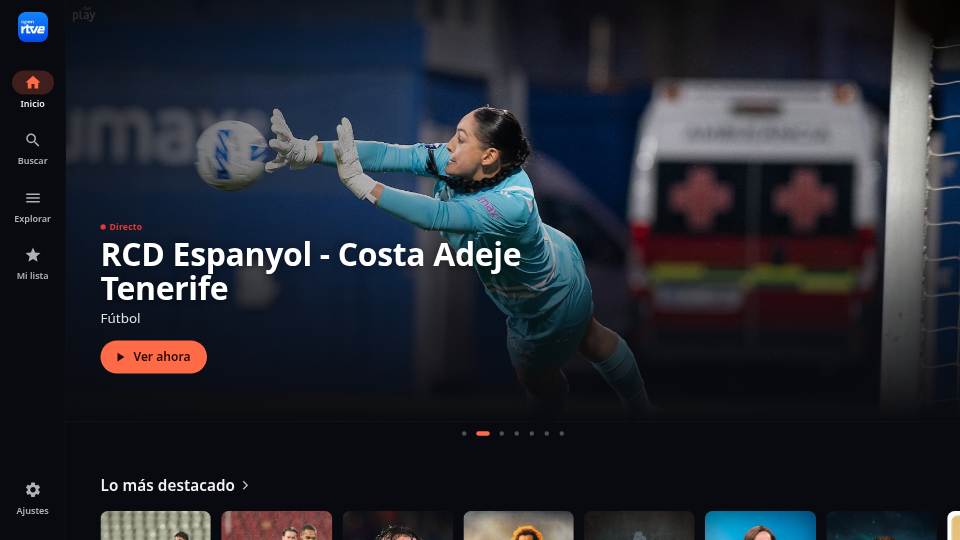 open
rtve
play
Inicio
Buscar
Explorar
Mi lista
Ajustes
Directo
RCD Espanyol - Costa Adeje
Tenerife
Fútbol
Ver ahora
Lo más destacado